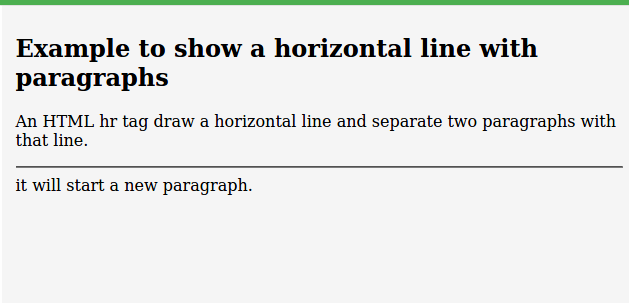 Example to show a horizontal line with
paragraphs
An HTML hr tag draw a horizontal line and separate two paragraphs with
that line.
it will start a new paragraph.